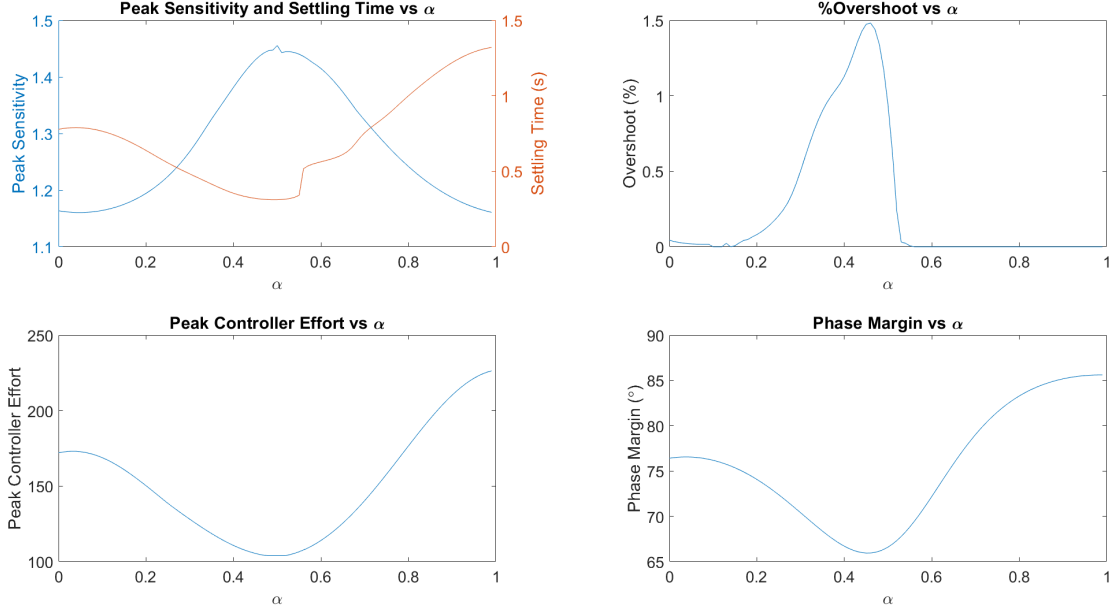 Peak Sensitivity and Settling Time vs α
1.5
1.4
1.3
1.2
1.1
Peak Sensitivity
1.5
1
0.5
0
Settling Time (s)
0 0.2 0.4 0.6 0.8 1
α
%Overshoot vs α
1.5
1
0.5
0
Overshoot (%)
0 0.2 0.4 0.6 0.8 1
α
Peak Controller Effort vs α
250
200
150
100
Peak Controller Effort
0 0.2 0.4 0.6 0.8 1
α
Phase Margin vs α
90
85
80
75
70
65
Phase Margin (°)
0 0.2 0.4 0.6 0.8 1
α